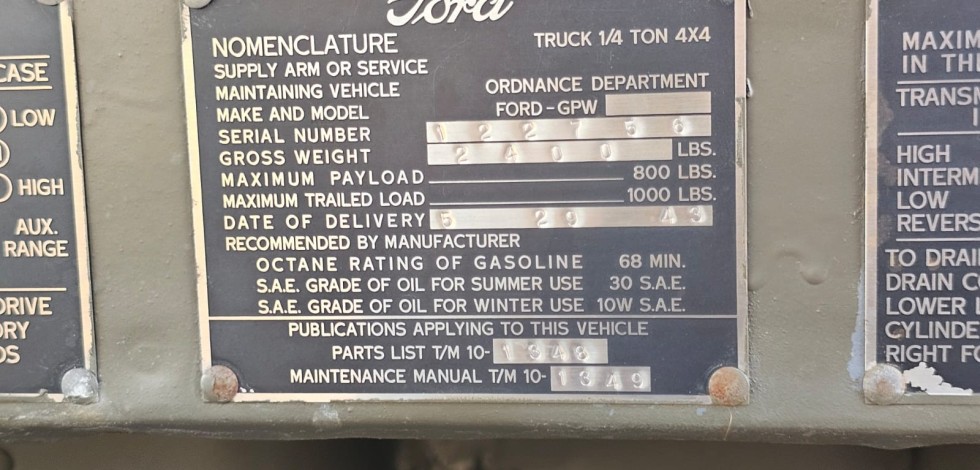 CASE
LOW
HIGH
AUX.
RANGE
DRIVE
Ford
NOMENCLATURE TRUCK 1/4 TON 4X4
SUPPLY ARM OR SERVICE
MAINTAINING VEHICLE ORDNANCE DEPARTMENT
MAKE AND MODEL FORD-GPW
SERIAL NUMBER 122756
GROSS WEIGHT 2400 LBS.
MAXIMUM PAYLOAD 800 LBS.
MAXIMUM TRAILED LOAD 1000 LBS.
DATE OF DELIVERY 5 29 43
RECOMMENDED BY MANUFACTURER
OCTANE RATING OF GASOLINE 68 MIN.
S.A.E. GRADE OF OIL FOR SUMMER USE 30 S.A.E.
S.A.E. GRADE OF OIL FOR WINTER USE 10W S.A.E.
PUBLICATIONS APPLYING TO THIS VEHICLE
PARTS LIST T/M 10-1348
MAINTENANCE MANUAL T/M 10-1349
MAXIM
IN THE
TRANSM
HIGH
INTERM
LOW
REVERS
TO DRAI
DRAIN C
LOWER
CYLINDE
RIGHT FO